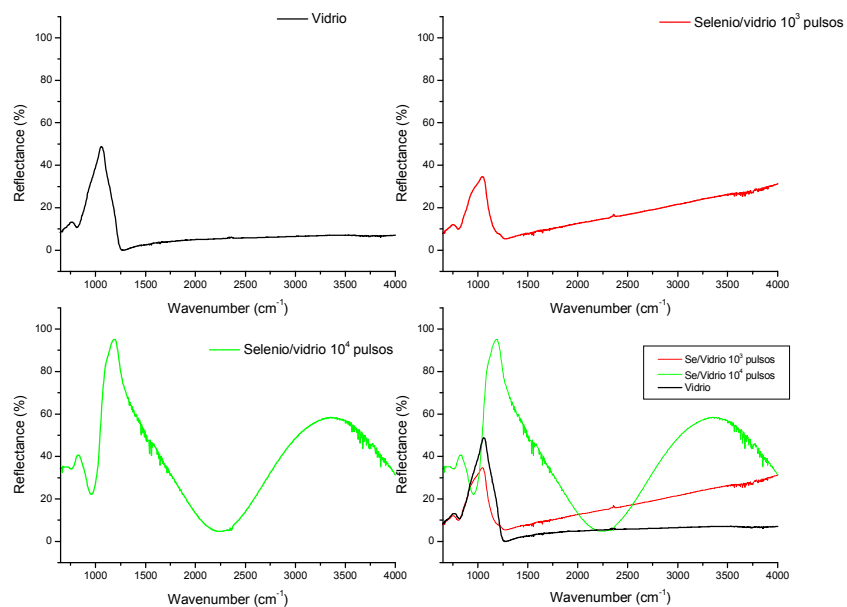 Vidrio
100
80
60
40
20
0
Reflectance (%)
1000 1500 2000 2500 3000 3500 4000
Wavenumber (cm⁻¹)
Selenio/vidrio 10³ pulsos
100
80
60
40
20
0
Reflectance (%)
1000 1500 2000 2500 3000 3500 4000
Wavenumber (cm⁻¹)
Selenio/vidrio 10⁴ pulsos
100
80
60
40
20
0
Reflectance (%)
1000 1500 2000 2500 3000 3500 4000
Wavenumber (cm⁻¹)
Se/Vidrio 10³ pulsos
Se/Vidrio 10⁴ pulsos
Vidrio
100
80
60
40
20
0
Reflectance (%)
1000 1500 2000 2500 3000 3500 4000
Wavenumber (cm⁻¹)